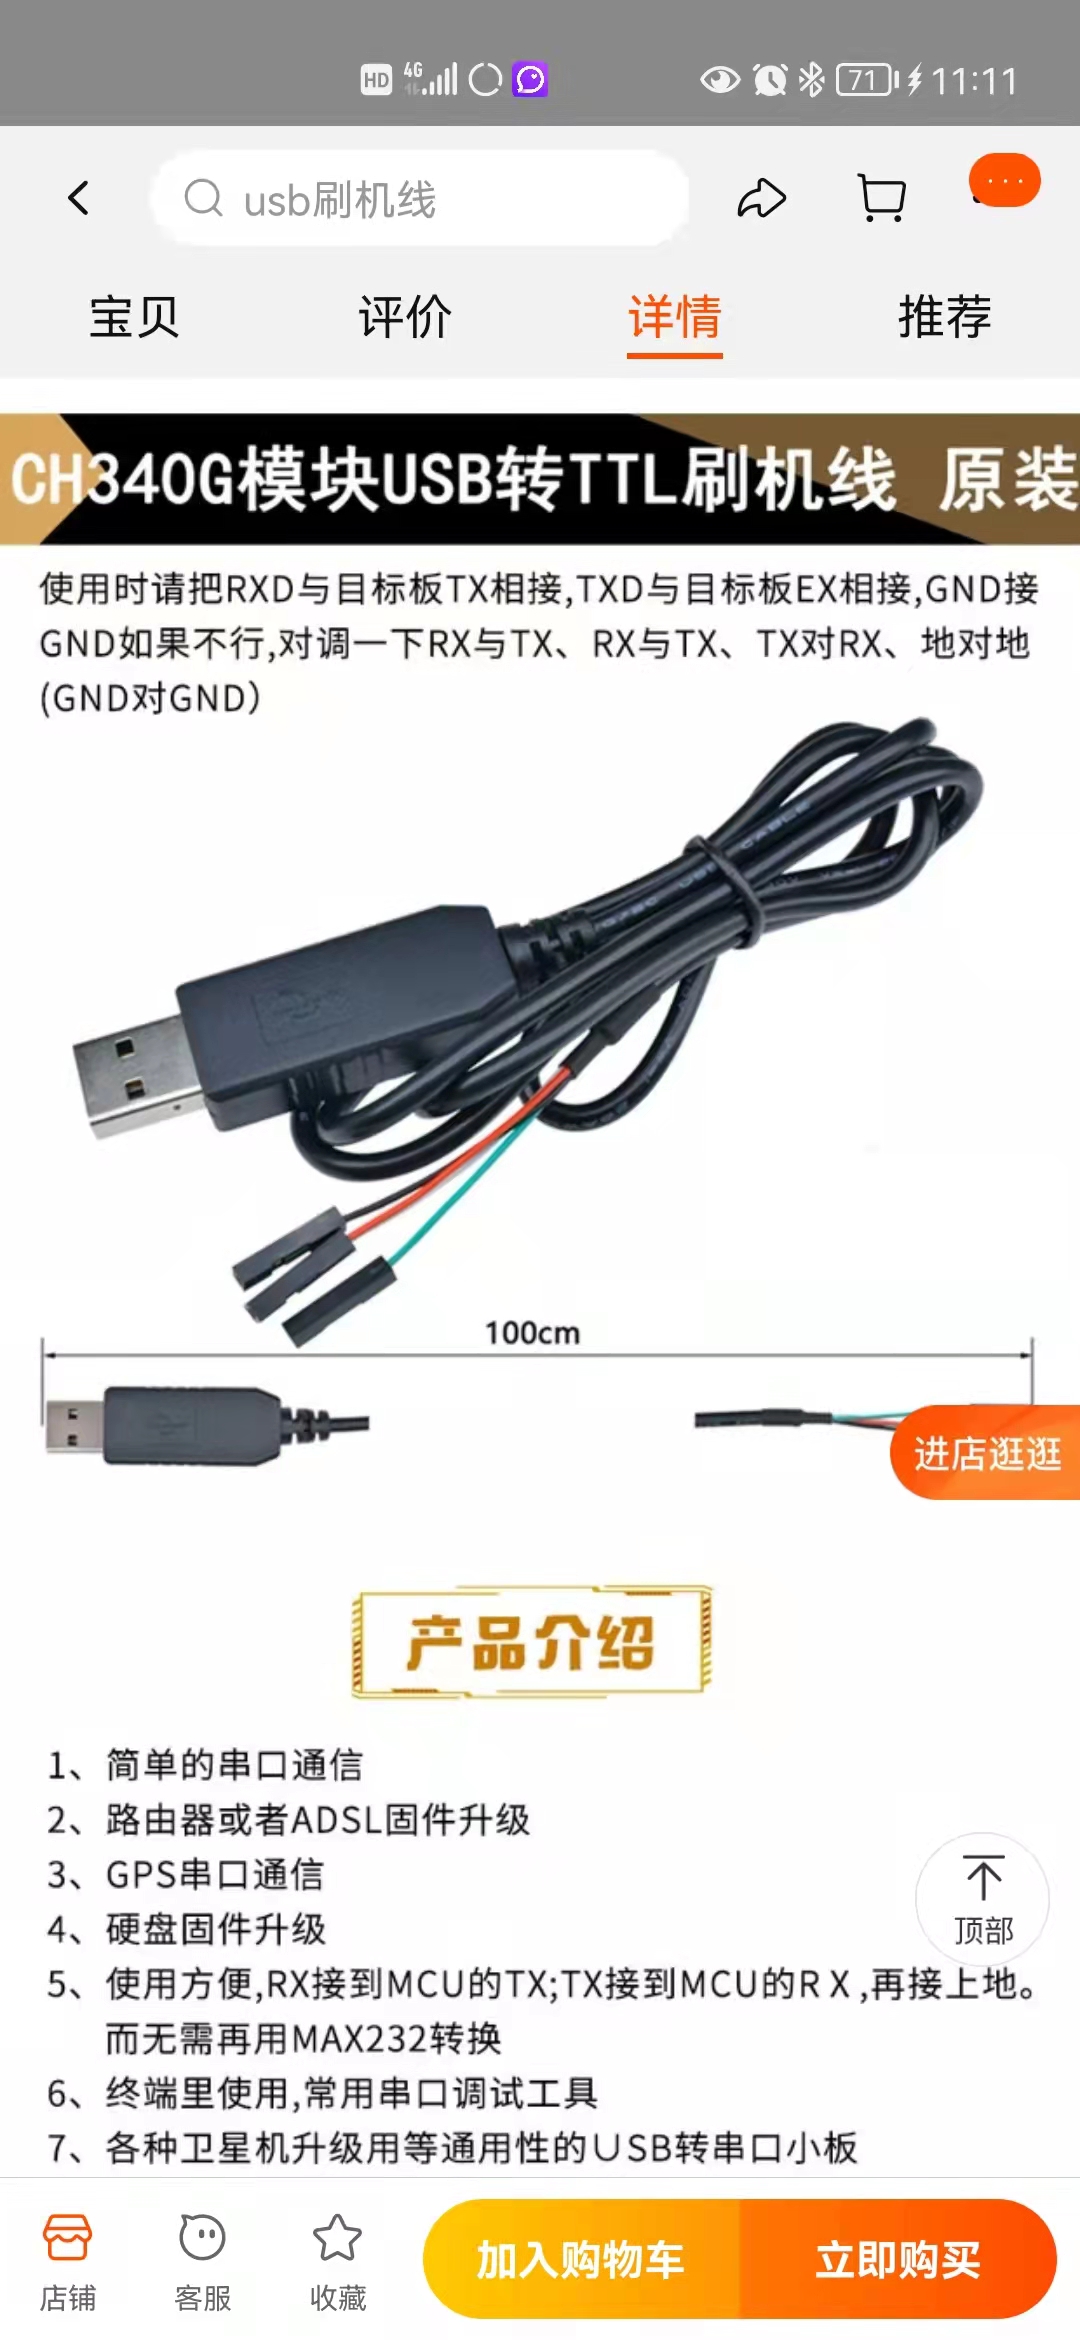 HD 4G 71 11:11
usb刷机线
宝贝 评价 详情 推荐
CH340G模块USB转TTL刷机线 原装
使用时请把RXD与目标板TX相接,TXD与目标板EX相接,GND接
GND如果不行,对调一下RX与TX、RX与TX、TX对RX、地对地
(GND对GND)
CABLE
USB
100cm
进店逛逛
产品介绍
1、简单的串口通信
2、路由器或者ADSL固件升级
3、GPS串口通信
4、硬盘固件升级
顶部
5、使用方便,RX接到MCU的TX;TX接到MCU的RX,再接上地。
而无需再用MAX232转换
6、终端里使用,常用串口调试工具
7、各种卫星机升级用等通用性的USB转串口小板
店铺 客服 收藏 加入购物车 立即购买